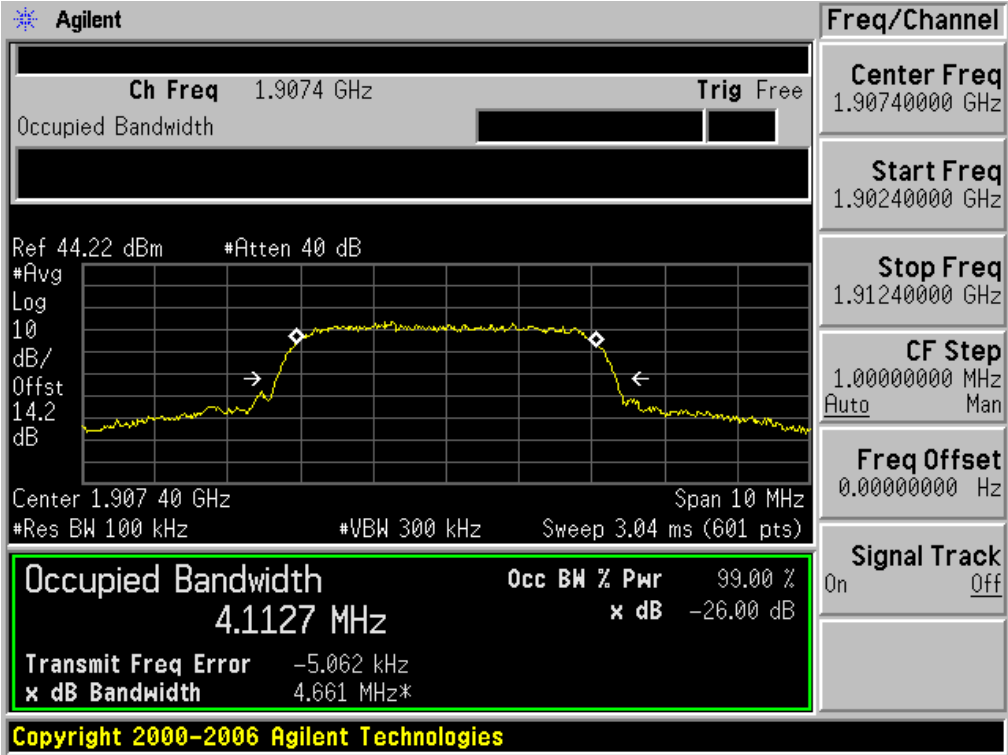 Agilent
Freq/Channel
Ch Freq 1.9074 GHz Trig Free
Occupied Bandwidth
Center Freq
1.90740000 GHz
Start Freq
1.90240000 GHz
Stop Freq
1.91240000 GHz
CF Step
1.00000000 MHz
Auto Man
Freq Offset
0.00000000 Hz
Signal Track
On Off
Ref 44.22 dBm #Atten 40 dB
#Avg
Log
10
dB/
Offst
14.2
dB
Center 1.907 40 GHz Span 10 MHz
#Res BW 100 kHz #VBW 300 kHz Sweep 3.04 ms (601 pts)
Occupied Bandwidth Occ BW % Pwr 99.00 %
4.1127 MHz x dB -26.00 dB
Transmit Freq Error -5.062 kHz
x dB Bandwidth 4.661 MHz*
Copyright 2000-2006 Agilent Technologies